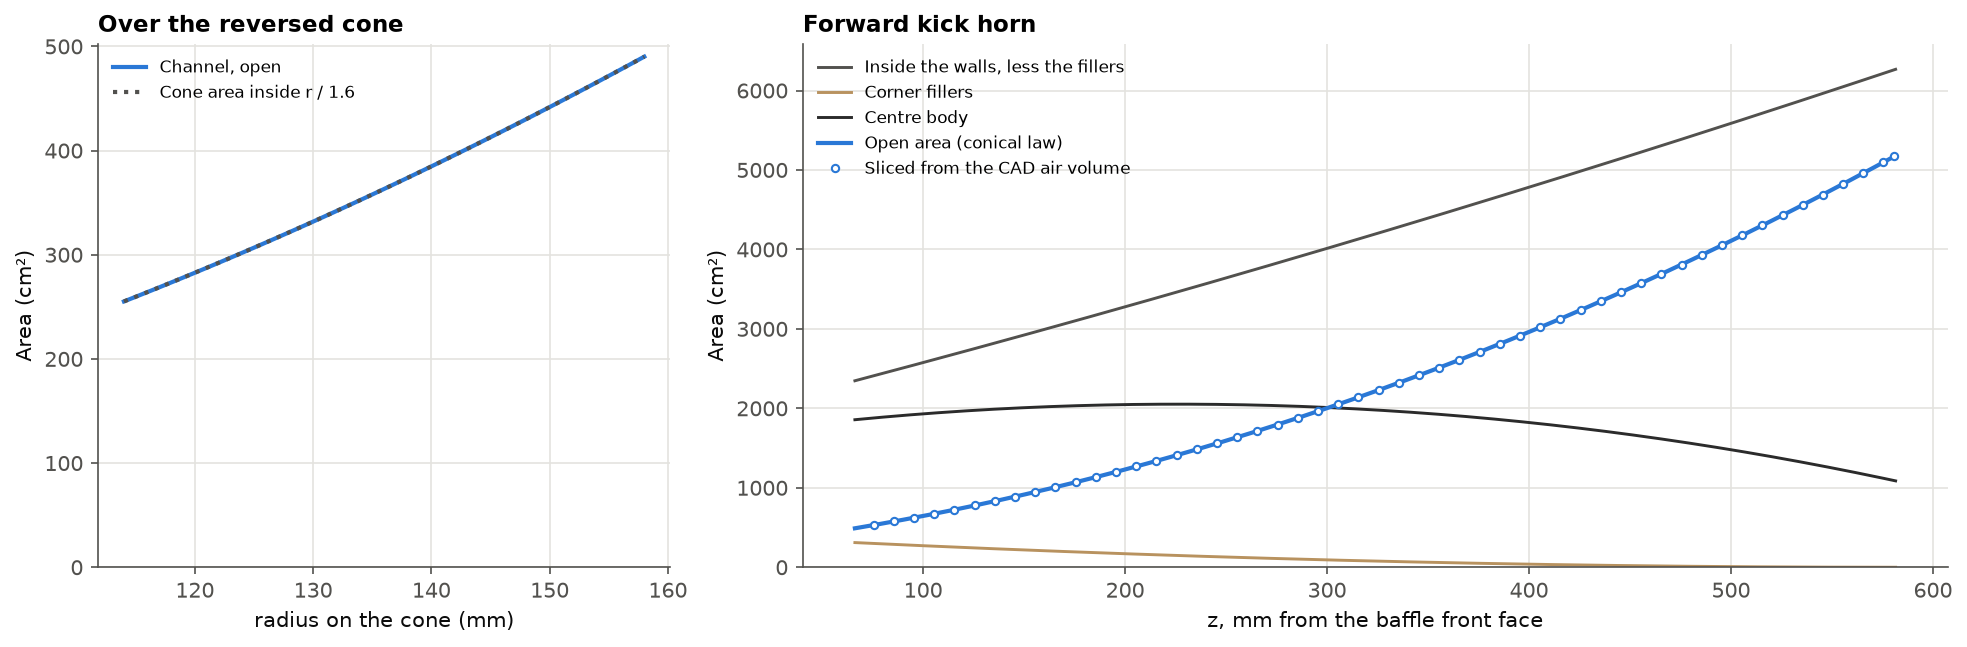 Over the reversed cone
Channel, open
Cone area inside r / 1.6
500
400
300
200
100
0
Area (cm²)
120
130
140
150
160
radius on the cone (mm)
Forward kick horn
Inside the walls, less the fillers
Corner fillers
Centre body
Open area (conical law)
Sliced from the CAD air volume
6000
5000
4000
3000
2000
1000
0
Area (cm²)
100
200
300
400
500
600
z, mm from the baffle front face